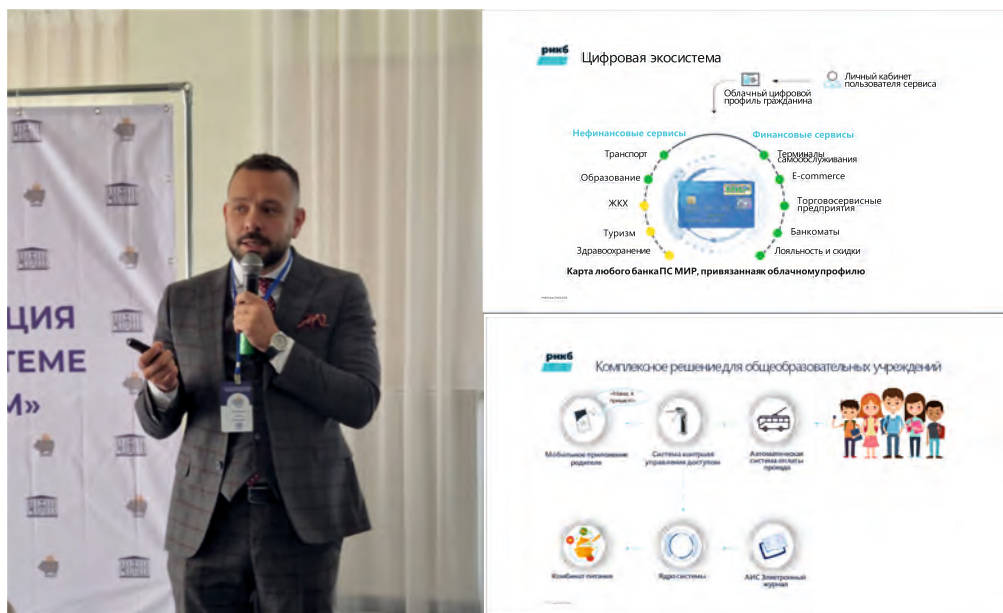 ЦИЯ
ТЕМЕ
М»
рнкб
Цифровая экосистема
Личный кабинет
пользователя сервиса
Облачный цифровой
профиль гражданина
Нефинансовые сервисы
Финансовые сервисы
Транспорт
Терминалы
самообслуживания
Образование
E-commerce
ЖКХ
Торговосервисные
предприятия
Туризм
Банкоматы
Здравоохранение
Лояльность и скидки
Карта любого банка ПС МИР, привязанная к облачному профилю
рнкб
Комплексное решение для общеобразовательных учреждений
«Мама, я
пришел!»
Мобильное приложение
родителя
Система контроля
управления доступом
Автоматическая
система оплаты
проезда
Комбинат питания
Ядро системы
АИС Электронный
журнал